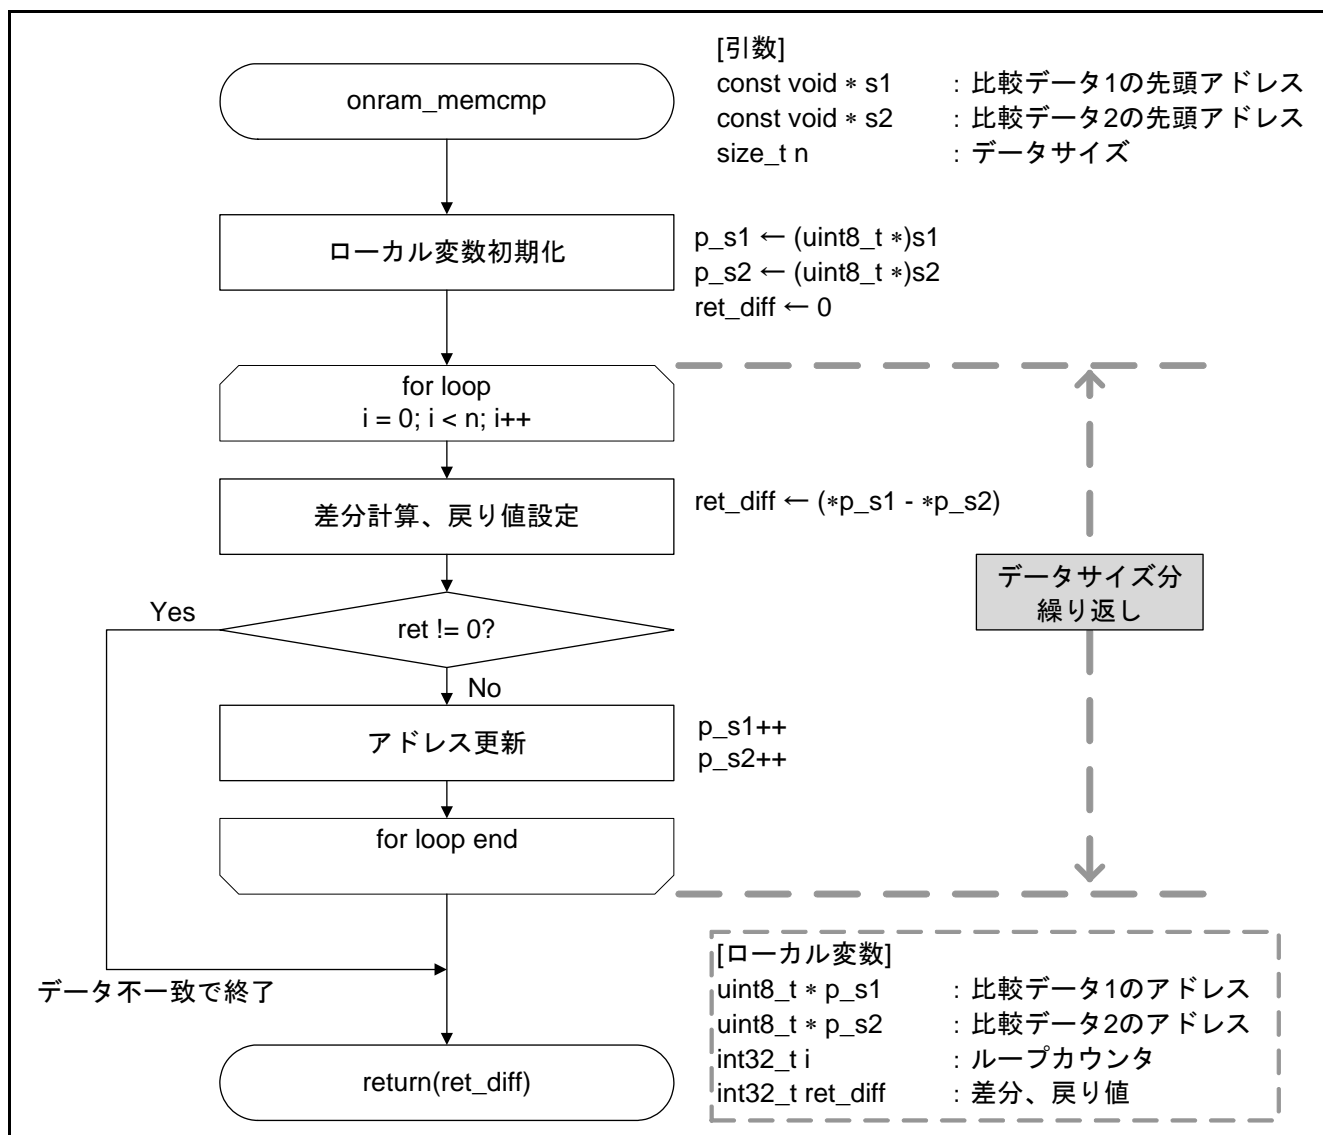 onram_memcmp
[引数]
const void * s1 : 比較データ1の先頭アドレス
const void * s2 : 比較データ2の先頭アドレス
size_t n : データサイズ
ローカル変数初期化
p_s1 ← (uint8_t *)s1
p_s2 ← (uint8_t *)s2
ret_diff ← 0
for loop
i = 0; i < n; i++
差分計算、戻り値設定
ret_diff ← (*p_s1 - *p_s2)
データサイズ分
繰り返し
Yes
ret != 0?
No
アドレス更新
p_s1++
p_s2++
for loop end
データ不一致で終了
return(ret_diff)
[ローカル変数]
uint8_t * p_s1 : 比較データ1のアドレス
uint8_t * p_s2 : 比較データ2のアドレス
int32_t i : ループカウンタ
int32_t ret_diff : 差分、戻り値